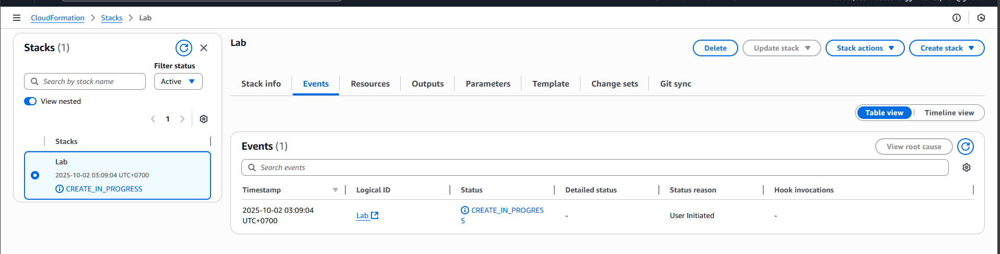 CloudFormation > Stacks > Lab
Stacks (1)
Filter status
Search by stack name
Active
View nested
1
Stacks
Lab
2025-10-02 03:09:04 UTC+0700
CREATE_IN_PROGRESS
Lab
Delete
Update stack
Stack actions
Create stack
Stack info
Events
Resources
Outputs
Parameters
Template
Change sets
Git sync
Table view
Timeline view
Events (1)
View root cause
Search events
Timestamp
Logical ID
Status
Detailed status
Status reason
Hook invocations
2025-10-02 03:09:04
UTC+0700
Lab
CREATE_IN_PROGRES
S
-
User Initiated
-